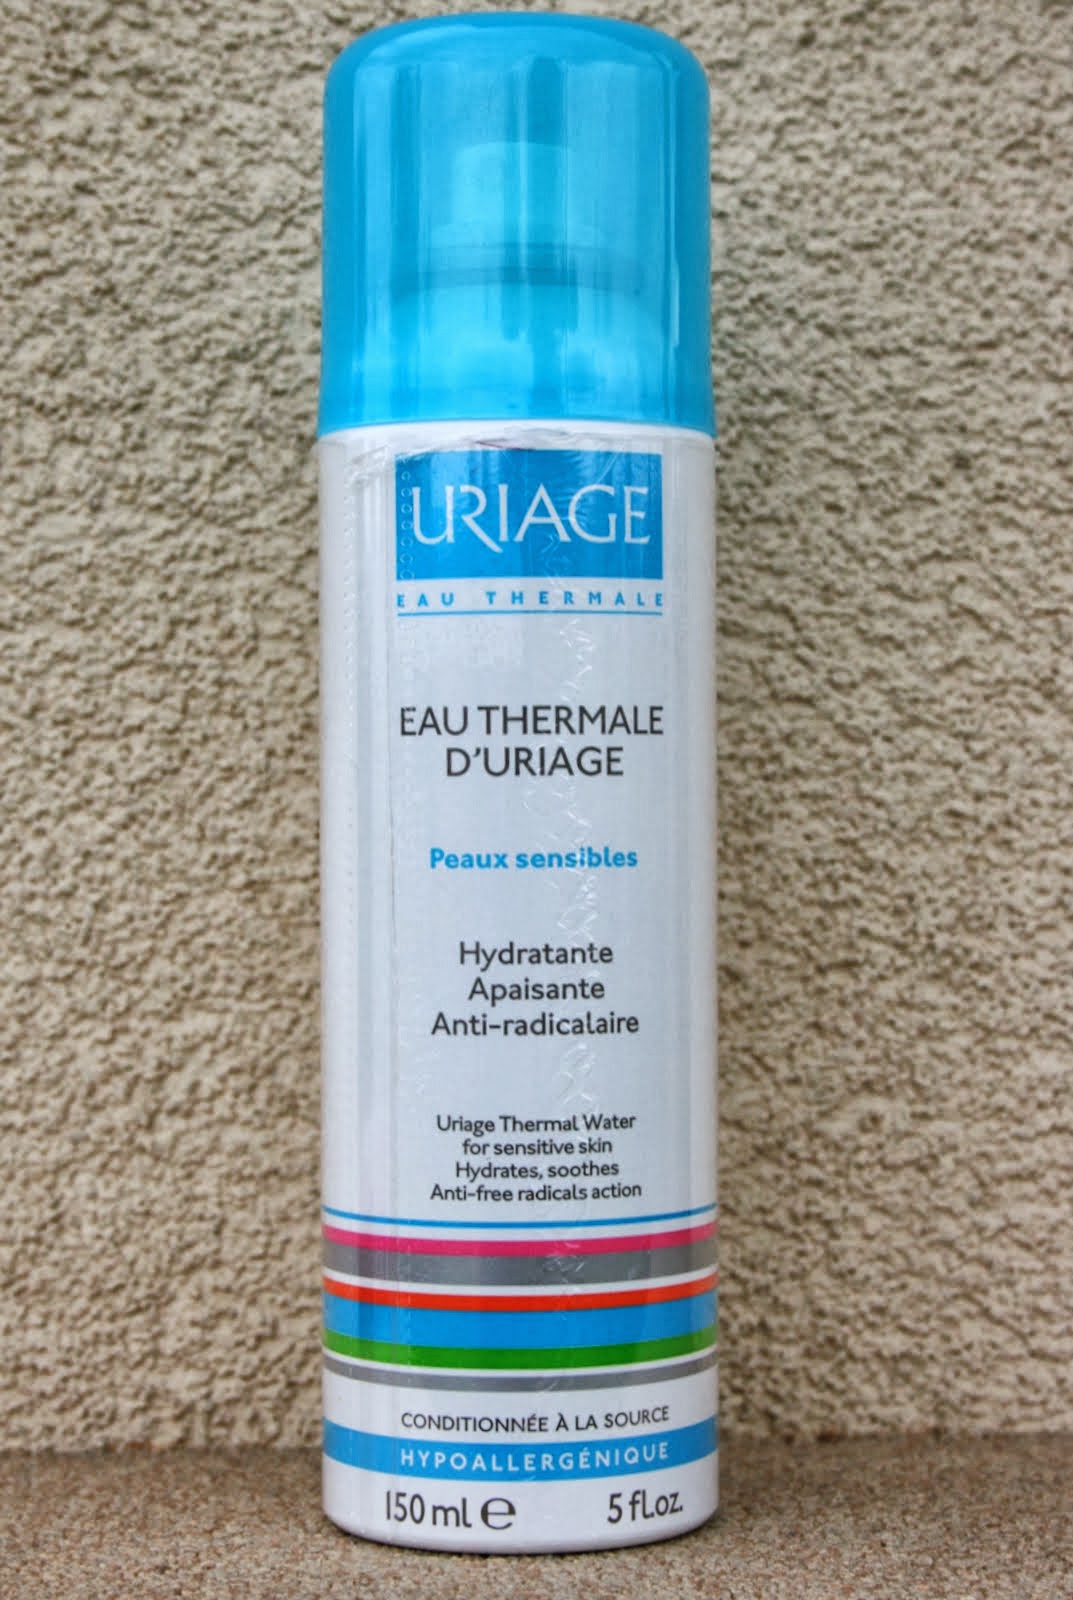 URIAGE
EAU THERMALE
EAU THERMALE
D'URIAGE
Peaux sensibles
Hydratante
Apaisante
Anti-radicalaire
Uriage Thermal Water
for sensitive skin
Hydrates, soothes
Anti-free radicals action
CONDITIONNÉE À LA SOURCE
HYPOALLERGÉNIQUE
150 ml ℮ 5 fl.oz.